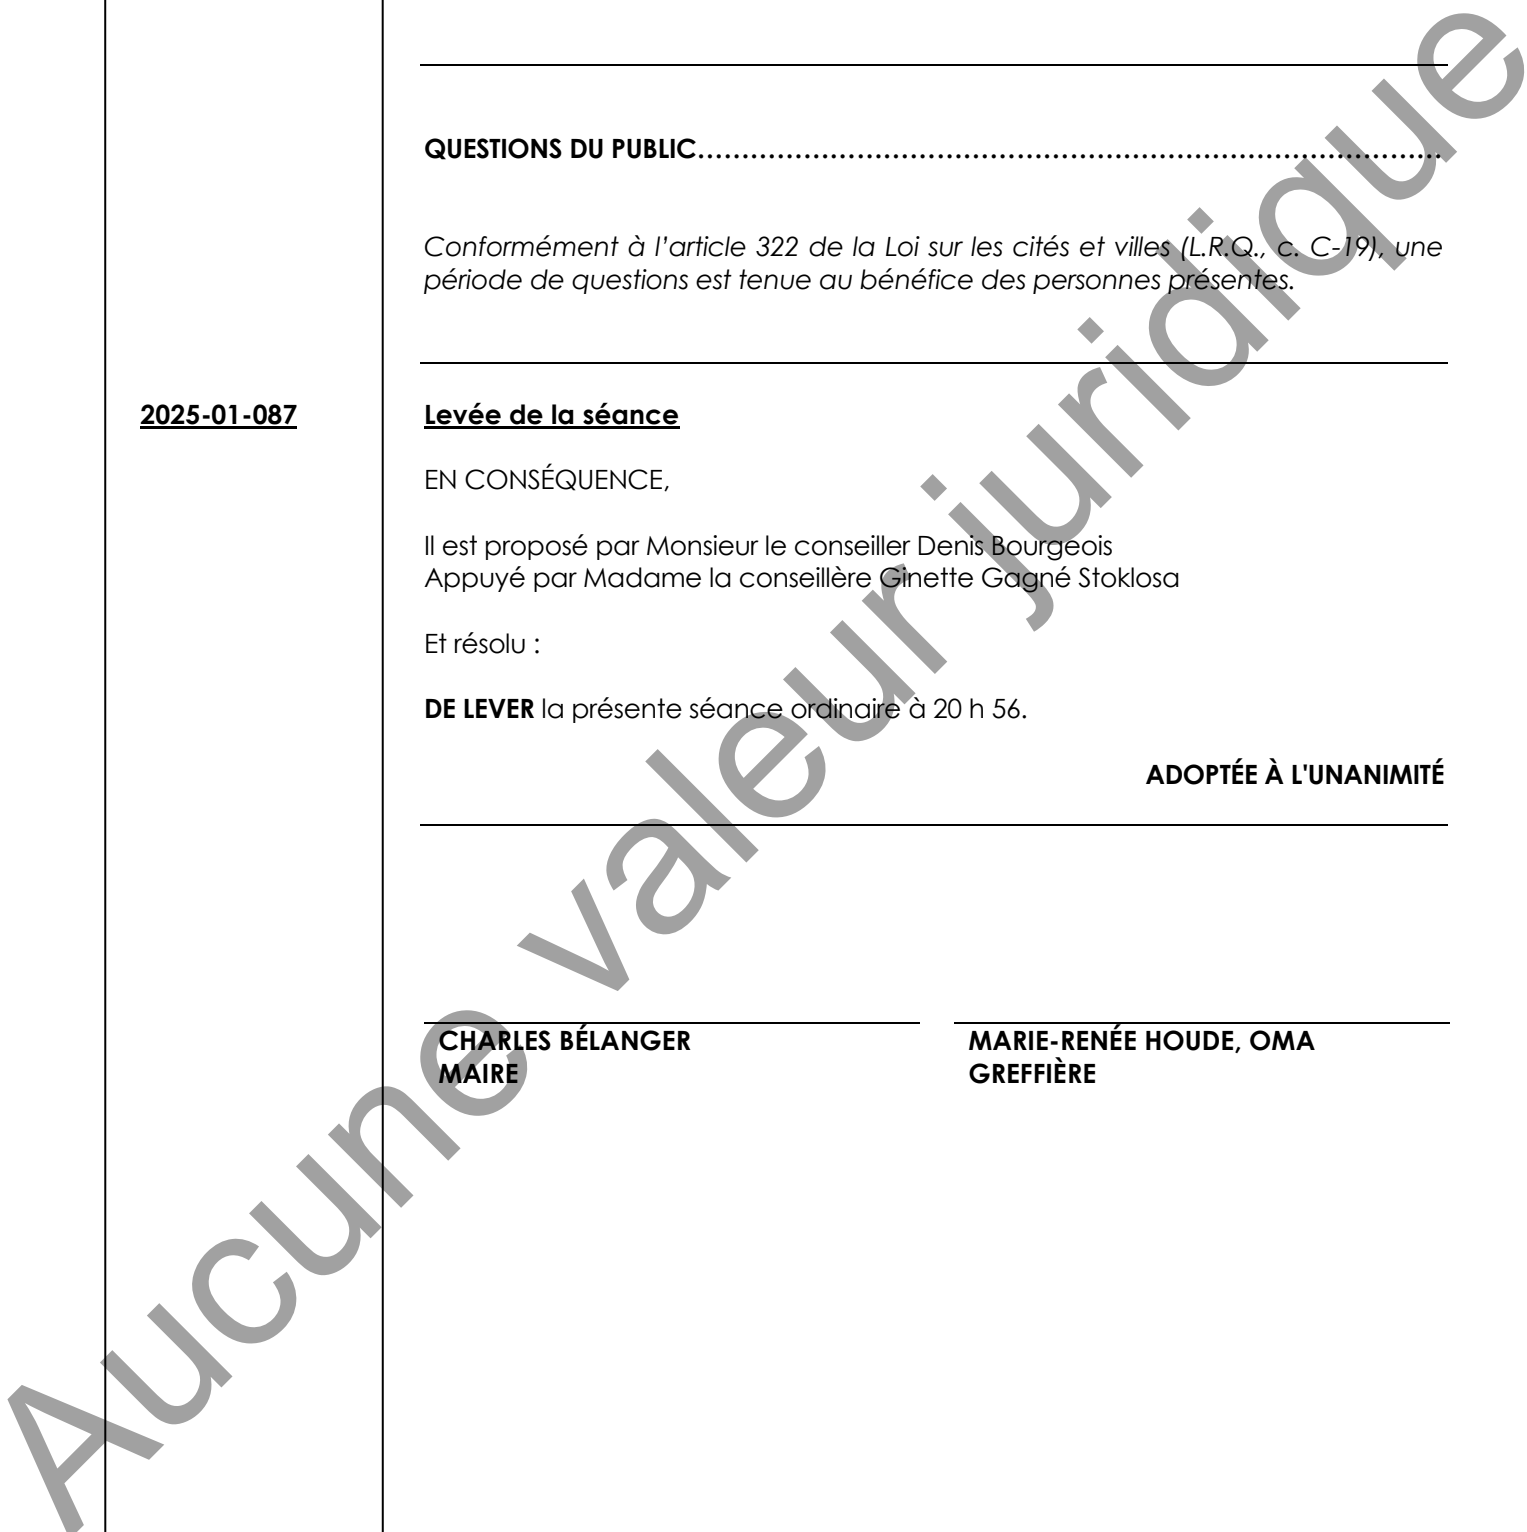 QUESTIONS DU PUBLIC……………………………………………………………………………
Conformément à l’article 322 de la Loi sur les cités et villes (L.R.Q., c. C-19), une
période de questions est tenue au bénéfice des personnes présentes.
2025-01-087
Levée de la séance
EN CONSÉQUENCE,
Il est proposé par Monsieur le conseiller Denis Bourgeois
Appuyé par Madame la conseillère Ginette Gagné Stoklosa
Et résolu :
DE LEVER la présente séance ordinaire à 20 h 56.
ADOPTÉE À L'UNANIMITÉ
CHARLES BÉLANGER
MAIRE
MARIE-RENÉE HOUDE, OMA
GREFFIÈRE
Aucune valeur juridique